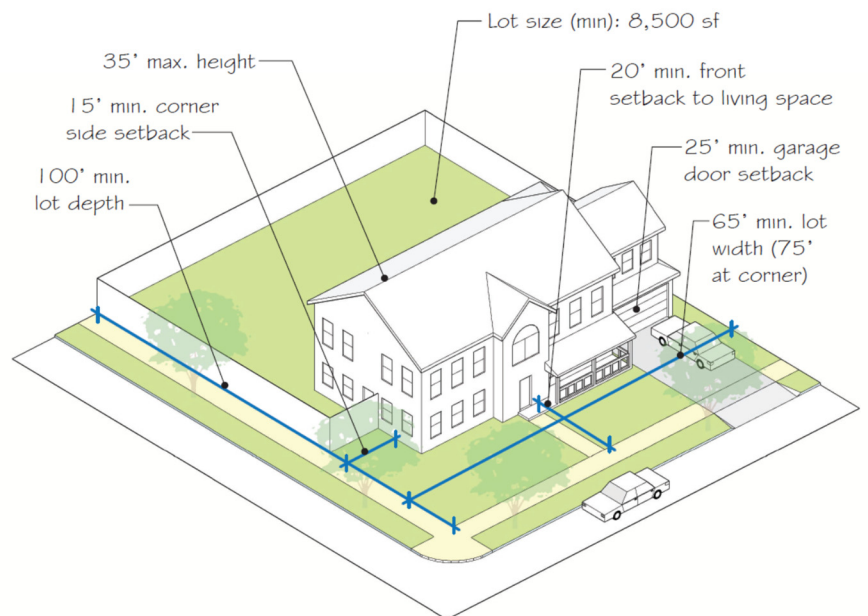 Lot size (min): 8,500 sf
35' max. height
20' min. front
setback to living space
15' min. corner
side setback
25' min. garage
door setback
100' min.
lot depth
65' min. lot
width (75'
at corner)